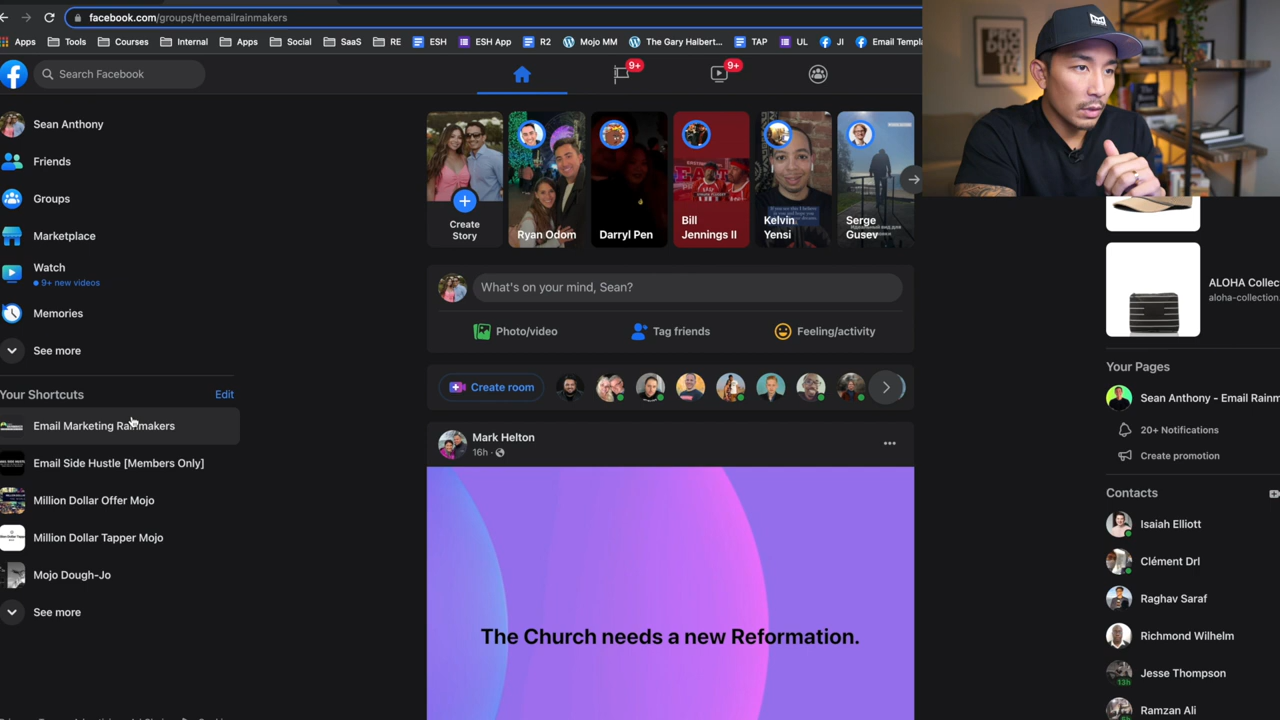 facebook.com/groups/theemailrainmakers
Apps
Tools
Courses
Internal
Apps
Social
SaaS
RE
ESH
ESH App
R2
Mojo MM
The Gary Halbert...
TAP
UL
JI
Email Templa
Search Facebook
9+
9+
Sean Anthony
Friends
Groups
Marketplace
Watch
9+ new videos
Memories
See more
Your Shortcuts
Edit
Email Marketing Rainmakers
Email Side Hustle [Members Only]
Million Dollar Offer Mojo
Million Dollar Tapper Mojo
Mojo Dough-Jo
See more
Create
Story
Ryan Odom
Darryl Pen
Bill
Jennings II
Kelvin
Yensi
Serge
Gusev
What's on your mind, Sean?
Photo/video
Tag friends
Feeling/activity
Create room
Mark Helton
16h
The Church needs a new Reformation.
ALOHA Collec
aloha-collection.
Your Pages
Sean Anthony - Email Rainm
20+ Notifications
Create promotion
Contacts
Isaiah Elliott
Clément Drl
Raghav Saraf
Richmond Wilhelm
Jesse Thompson
13h
Ramzan Ali